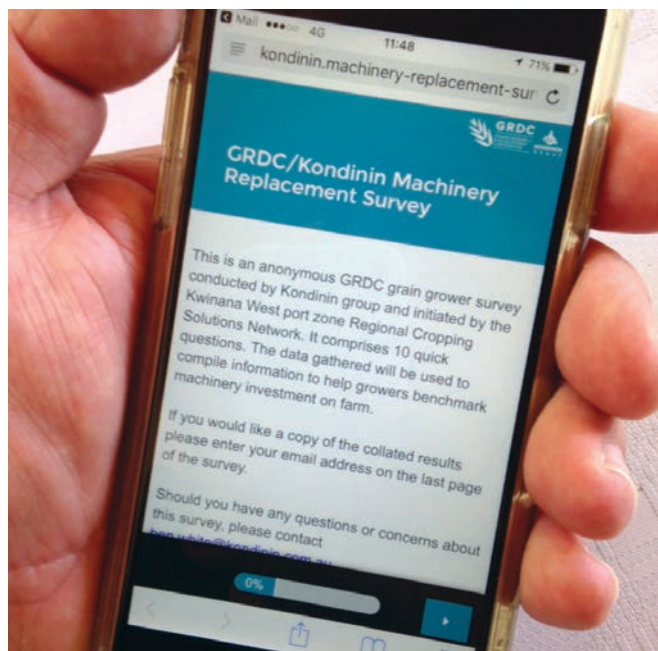 Mail 4G 11:48 71%
kondinin.machinery-replacement-sur
GRDC
GRDC/Kondinin Machinery
Replacement Survey
This is an anonymous GRDC grain grower survey
conducted by Kondinin group and initiated by the
Kwinana West port zone Regional Cropping
Solutions Network. It comprises 10 quick
questions. The data gathered will be used to
compile information to help growers benchmark
machinery investment on farm.
If you would like a copy of the collated results
please enter your email address on the last page
of the survey.
Should you have any questions or concerns about
this survey, please contact
ben.white@kondinin.com.au
0%